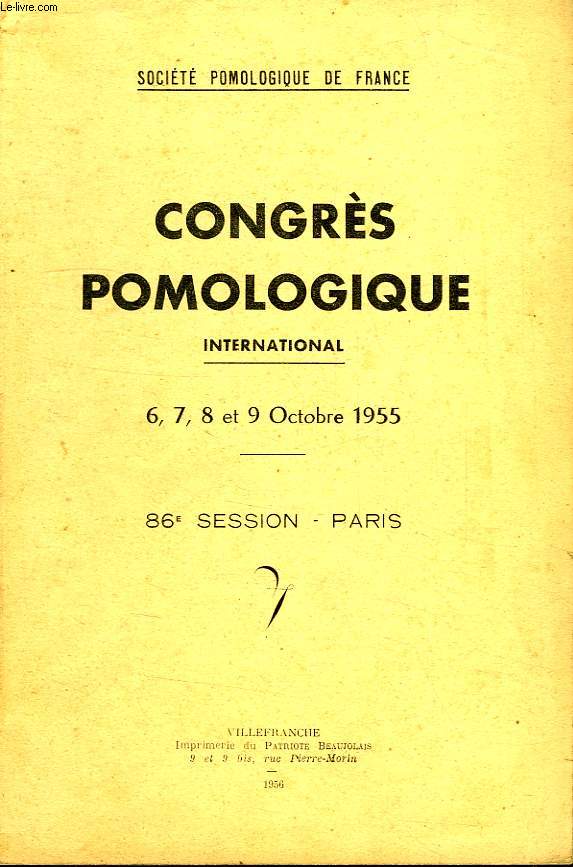 Le-livre.com
SOCIÉTÉ POMOLOGIQUE DE FRANCE
CONGRÈS
POMOLOGIQUE
INTERNATIONAL
6, 7, 8 et 9 Octobre 1955
86E SESSION - PARIS
VILLEFRANCHE
Imprimerie du PATRIOTE BEAUJOLAIS
9 et 9 bis, rue Pierre-Morin
1956